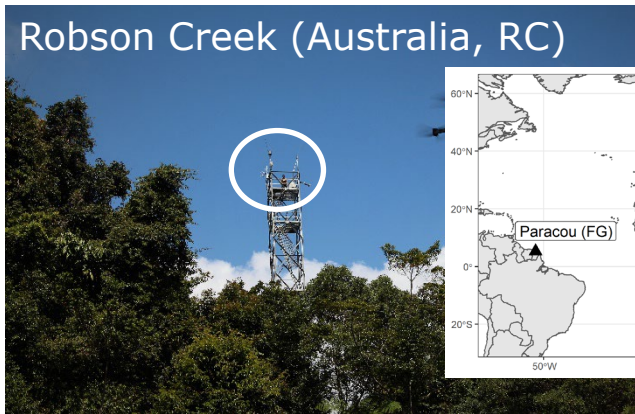 Robson Creek (Australia, RC)
60°N
40°N
20°N
Paracou (FG)
0°
20°S
50°W